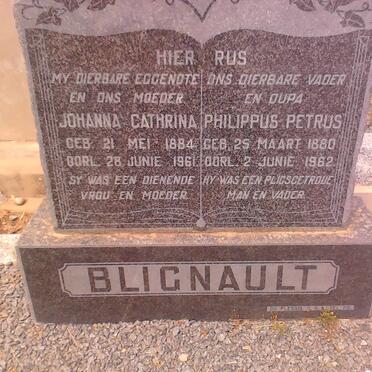 HIER RUS
MY DIERBARE EGGENOTE
EN ONS MOEDER
JOHANNA CATHRINA
GEB. 21 MEI 1884
OORL. 28 JUNIE 1961
SY WAS EEN DIENENDE
VROU EN MOEDER
ONS DIERBARE VADER
EN OUPA
PHILIPPUS PETRUS
GEB. 25 MAART 1880
OORL. 2 JUNIE 1962
HY WAS EEN PLIGSGETROUE
MAN EN VADER
BLIGNAULT
DU PLESSIS